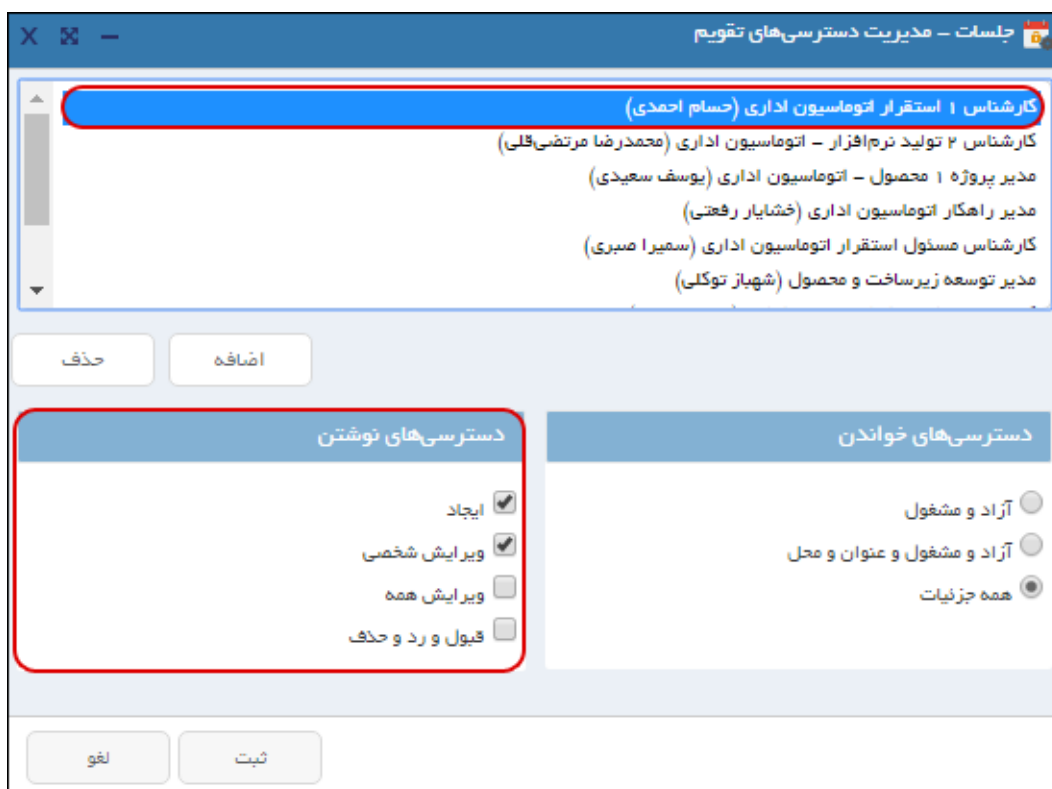 جلسات - مدیریت دسترسی‌های تقویم
X
کارشناس ۱ استقرار اتوماسیون اداری (حسام احمدی)
کارشناس ۲ تولید نرم‌افزار - اتوماسیون اداری (محمدرضا مرتضی‌قلی)
مدیر پروژه ۱ محصول - اتوماسیون اداری (یوسف سعیدی)
مدیر راهکار اتوماسیون اداری (خشایار رفعتی)
کارشناس مسئول استقرار اتوماسیون اداری (سمیرا صبری)
مدیر توسعه زیرساخت و محصول (شهباز توکلی)
اضافه
حذف
دسترسی‌های خواندن
آزاد و مشغول
آزاد و مشغول و عنوان و محل
همه جزئیات
دسترسی‌های نوشتن
ایجاد
ویرایش شخصی
ویرایش همه
قبول و رد و حذف
ثبت
لغو